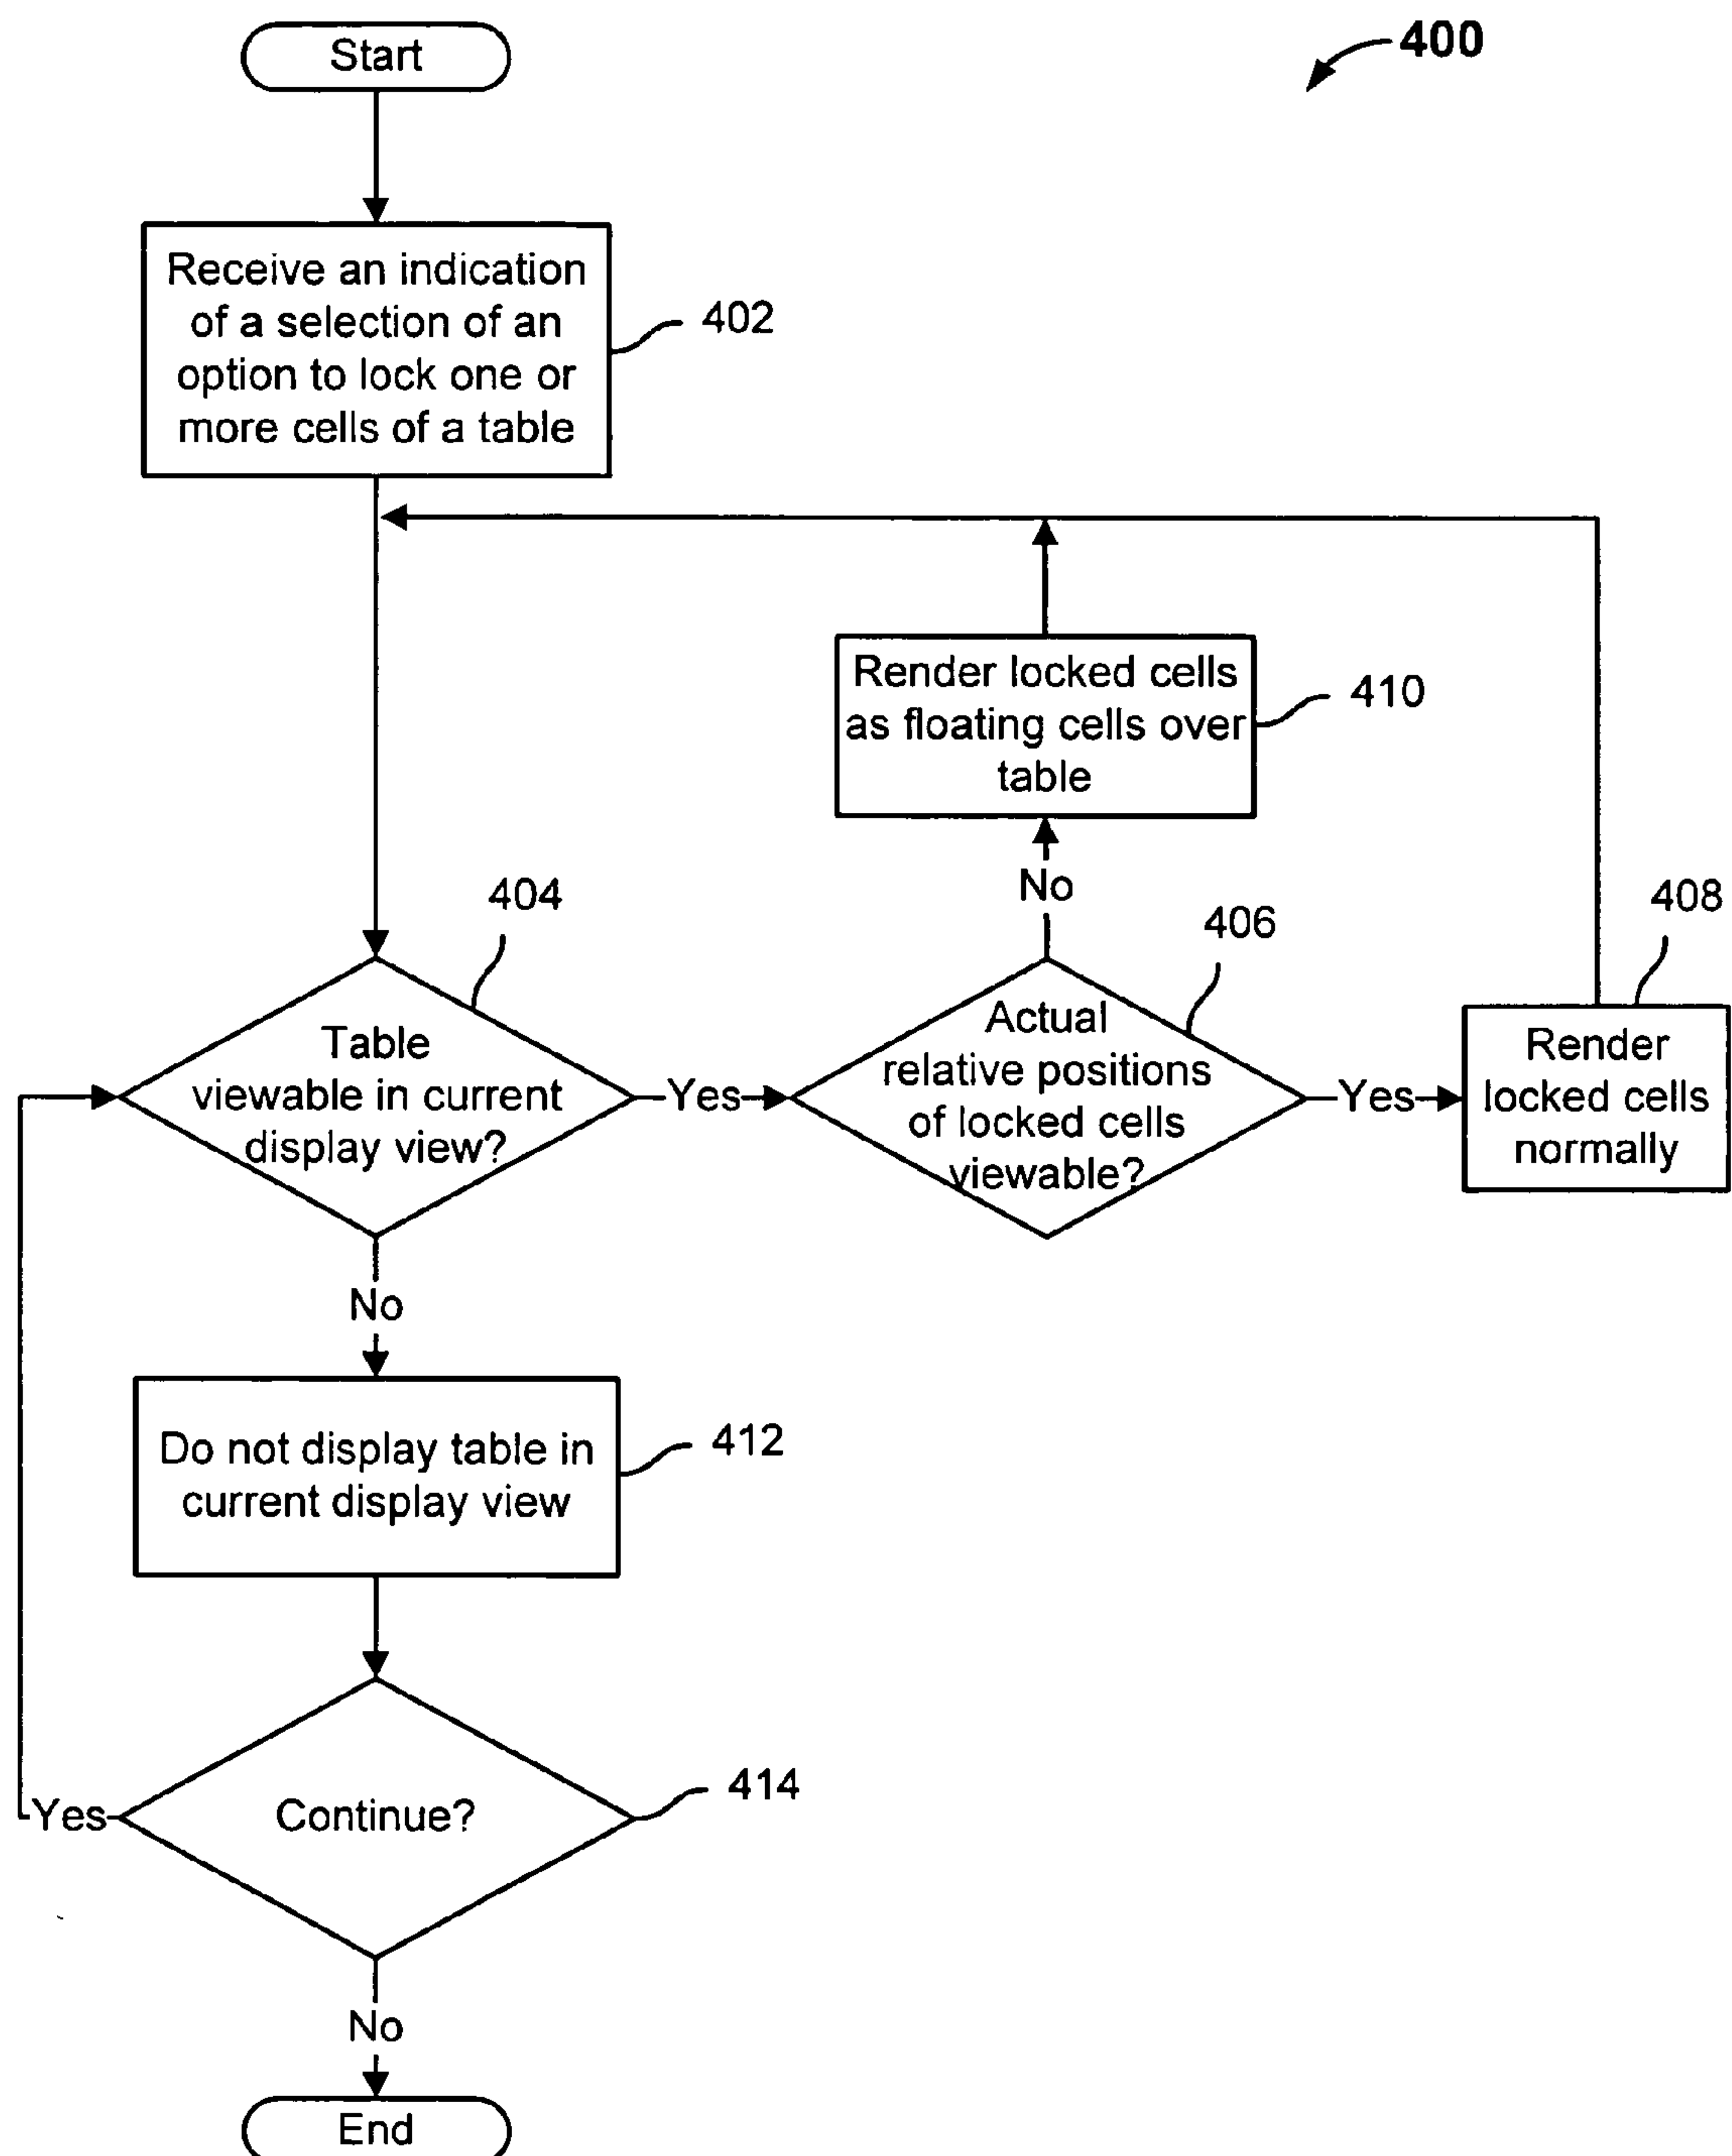 Start
400
Receive an indication
of a selection of an
option to lock one or
more cells of a table
402
Render locked cells
as floating cells over
table
410
No
404
406
408
Table
viewable in current
display view?
Yes
Actual
relative positions
of locked cells
viewable?
Yes
Render
locked cells
normally
No
Do not display table in
current display view
412
Continue?
414
Yes
No
End